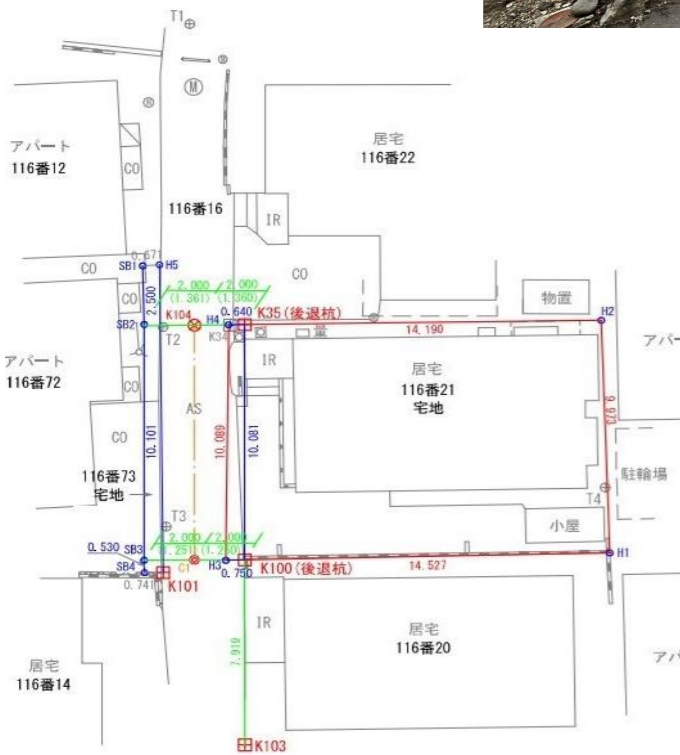 T1
M
アパート
116番12
CO
116番16
居宅
116番22
IR
CO
0.671
SB1
H5
2.500
CO
CO
2.000
2.000
(1.361)
(1.360)
K104
0.640
H4
K35(後退杭)
SB2
T2
K34
量
14.190
物置
H2
アパート
116番72
CO
IR
居宅
116番21
宅地
AS
CO
10.101
10.089
10.081
9.973
116番73
宅地
駐輪場
T4
T3
小屋
2.000
2.000
(1.251)
(1.250)
0.530
SB3
C1
H3
0.750
K100(後退杭)
14.527
H1
SB4
0.741
K101
IR
居宅
116番20
7.919
居宅
116番14
K103